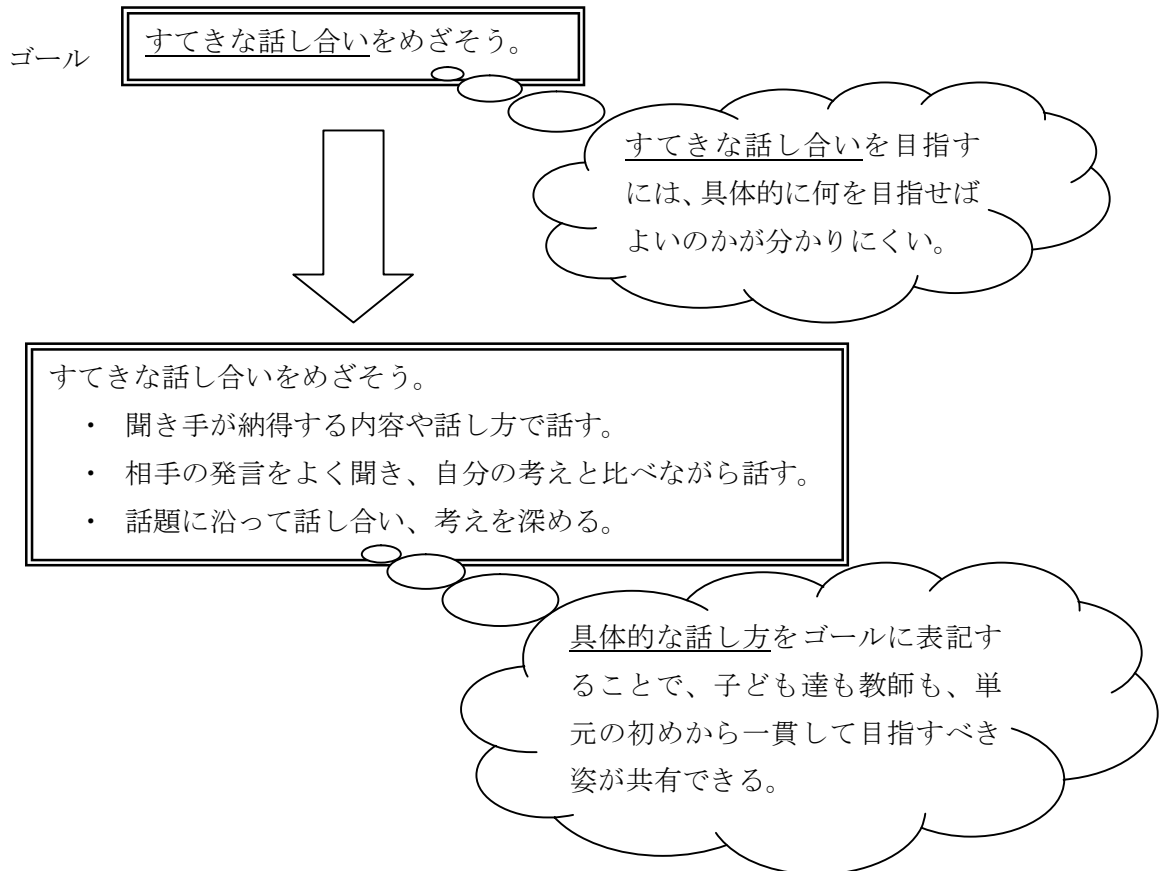 ゴール
すてきな話し合いをめざそう。
すてきな話し合いを目指す
には、具体的に何を目指せば
よいのかが分かりにくい。
すてきな話し合いをめざそう。
・ 聞き手が納得する内容や話し方で話す。
・ 相手の発言をよく聞き、自分の考えと比べながら話す。
・ 話題に沿って話し合い、考えを深める。
具体的な話し方をゴールに表記す
ることで、子ども達も教師も、単
元の初めから一貫して目指すべき
姿が共有できる。